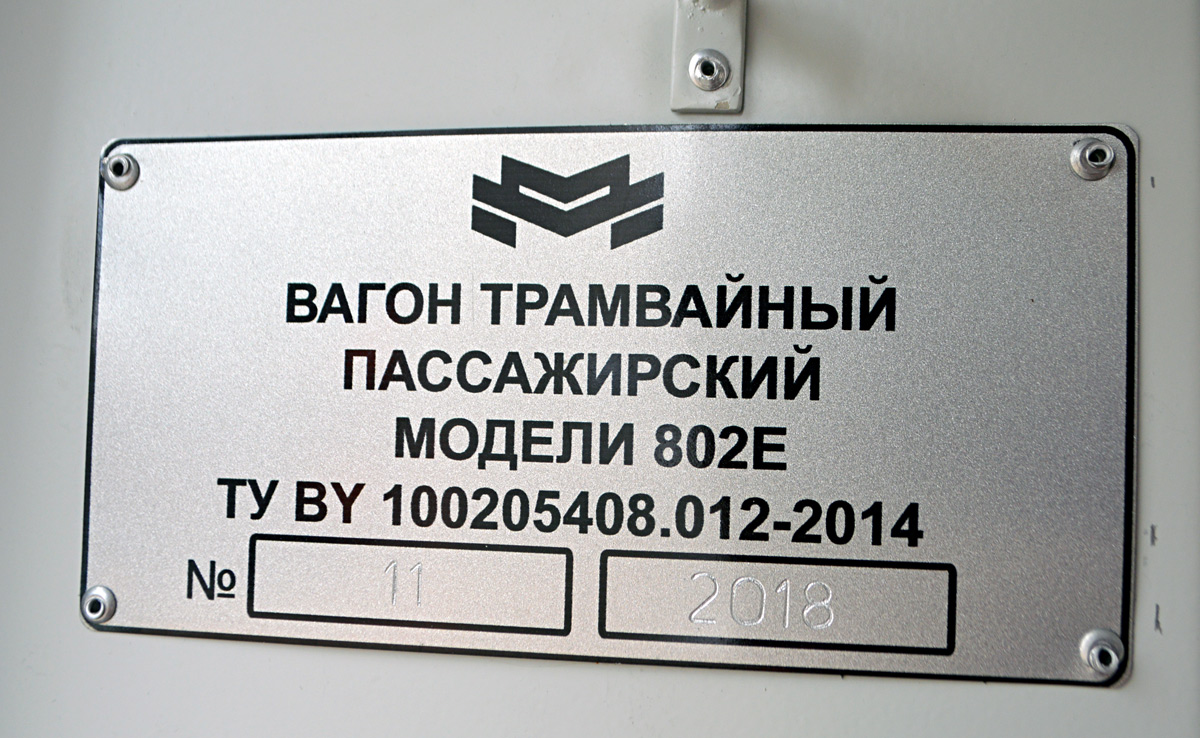 ВАГОН ТРАМВАЙНЫЙ
ПАССАЖИРСКИЙ
МОДЕЛИ 802Е
ТУ BY 100205408.012-2014
№ 11 2018